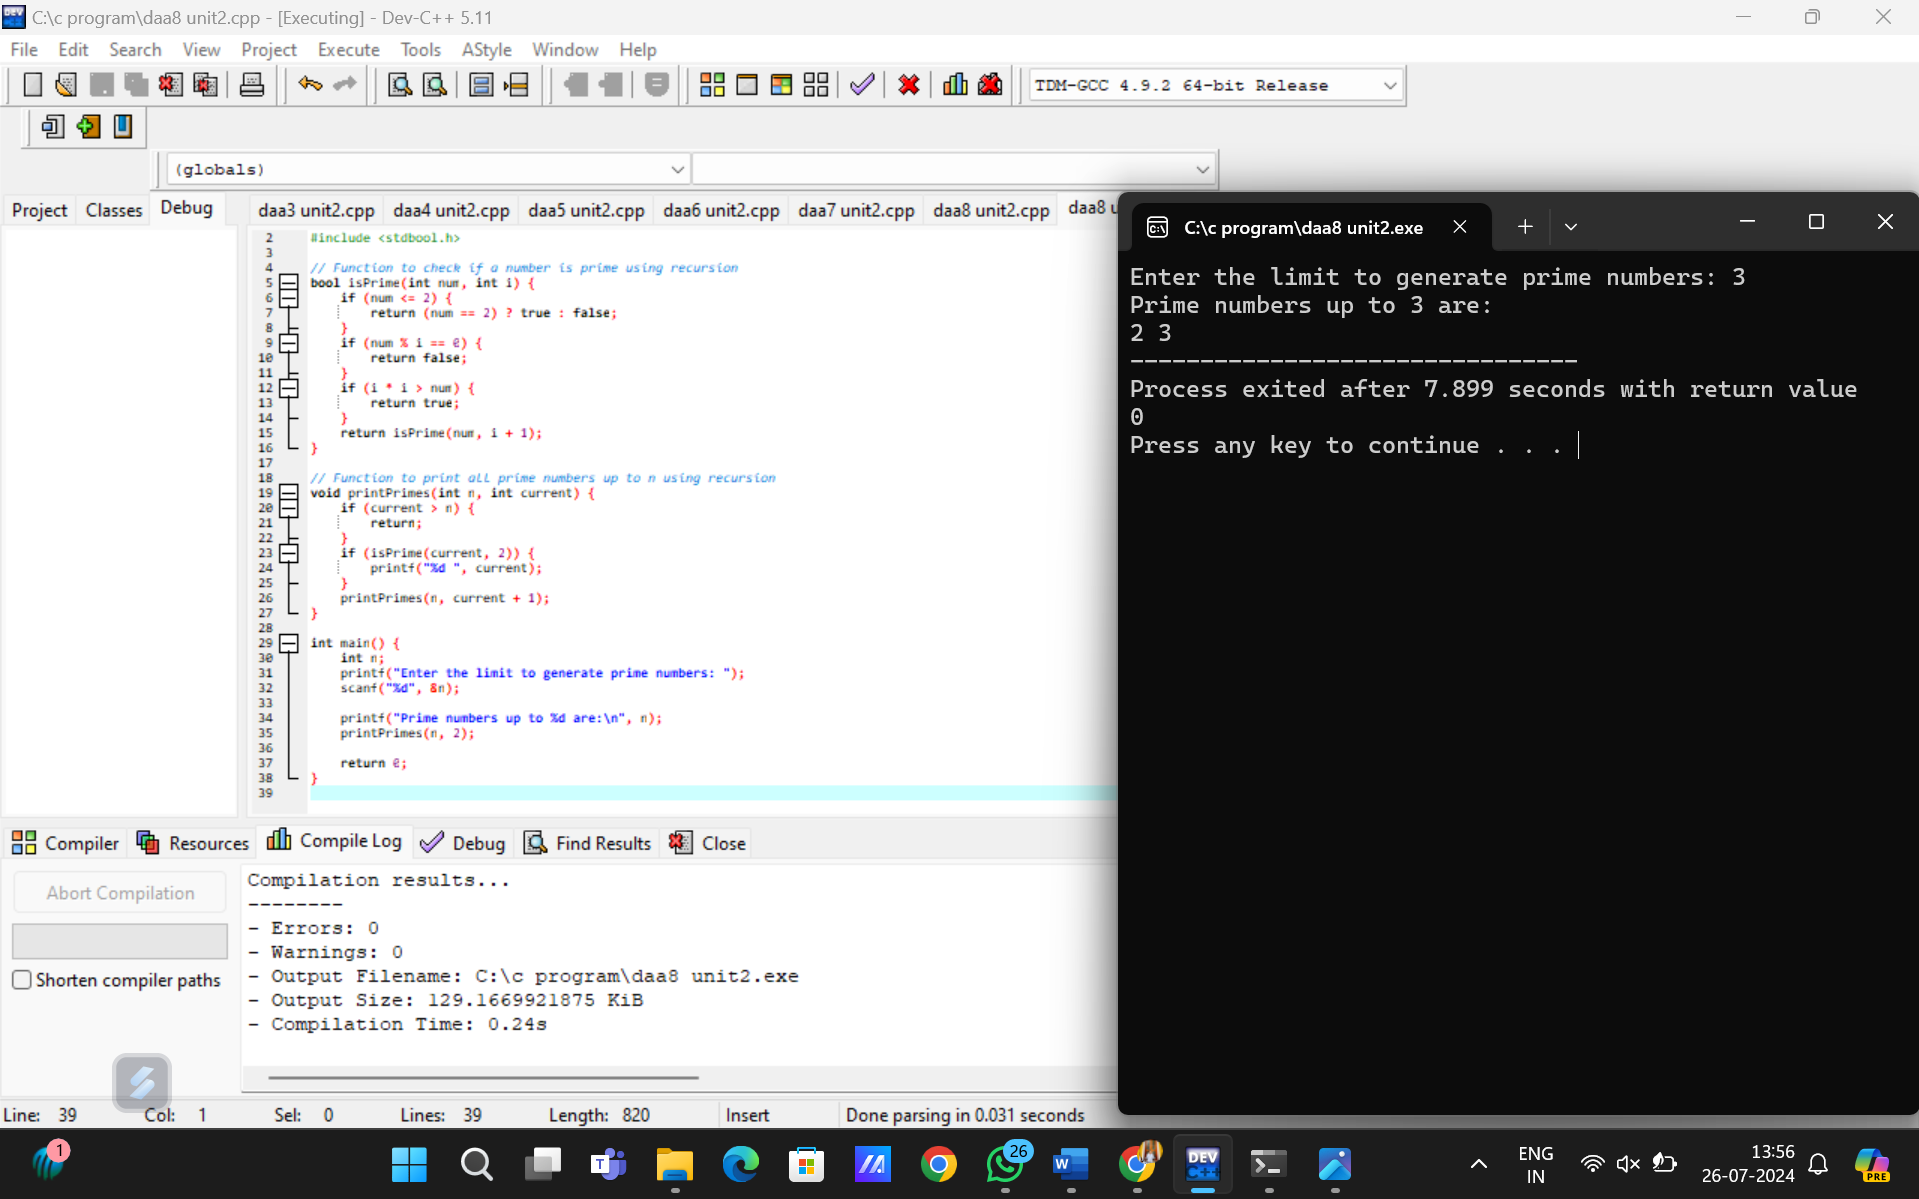 C:\c program\daa8 unit2.cpp - [Executing] - Dev-C++ 5.11
File Edit Search View Project Execute Tools AStyle Window Help
TDM-GCC 4.9.2 64-bit Release
(globals)
Project Classes Debug
daa3 unit2.cpp daa4 unit2.cpp daa5 unit2.cpp daa6 unit2.cpp daa7 unit2.cpp daa8 unit2.cpp daa8 u
2 #include <stdbool.h>
3
4 // Function to check if a number is prime using recursion
5 bool isPrime(int num, int i) {
6 if (num <= 2) {
7 return (num == 2) ? true : false;
8 }
9 if (num % i == 0) {
10 return false;
11 }
12 if (i * i > num) {
13 return true;
14 }
15 return isPrime(num, i + 1);
16 }
17
18 // Function to print all prime numbers up to n using recursion
19 void printPrimes(int n, int current) {
20 if (current > n) {
21 return;
22 }
23 if (isPrime(current, 2)) {
24 printf("%d ", current);
25 }
26 printPrimes(n, current + 1);
27 }
28
29 int main() {
30 int n;
31 printf("Enter the limit to generate prime numbers: ");
32 scanf("%d", &n);
33
34 printf("Prime numbers up to %d are:\n", n);
35 printPrimes(n, 2);
36
37 return 0;
38 }
39
C:\c program\daa8 unit2.exe
Enter the limit to generate prime numbers: 3
Prime numbers up to 3 are:
2 3
--------------------------------
Process exited after 7.899 seconds with return value
0
Press any key to continue . . .
Compiler Resources Compile Log Debug Find Results Close
Abort Compilation
Shorten compiler paths
Compilation results...
--------
- Errors: 0
- Warnings: 0
- Output Filename: C:\c program\daa8 unit2.exe
- Output Size: 129.1669921875 KiB
- Compilation Time: 0.24s
Line: 39 Col: 1 Sel: 0 Lines: 39 Length: 820 Insert Done parsing in 0.031 seconds
1
26
DEV
C++
ENG
IN
13:56
26-07-2024
PRE